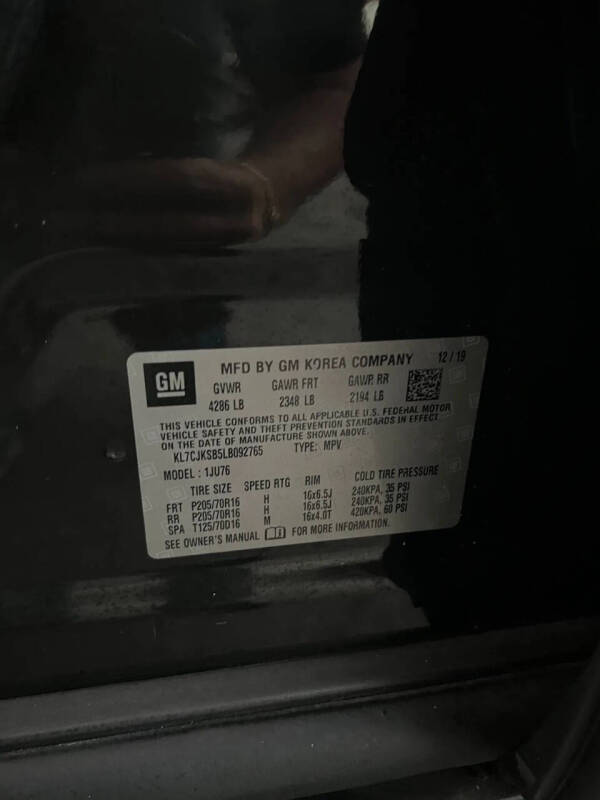 GM
MFD BY GM KOREA COMPANY 12/19
GVWR GAWR FRT GAWR RR
4286 LB 2348 LB 2194 LB
THIS VEHICLE CONFORMS TO ALL APPLICABLE U.S. FEDERAL MOTOR
VEHICLE SAFETY AND THEFT PREVENTION STANDARDS IN EFFECT
ON THE DATE OF MANUFACTURE SHOWN ABOVE.
KL7CJKSB5LB092765 TYPE: MPV
MODEL: 1JU76
TIRE SIZE SPEED RTG RIM COLD TIRE PRESSURE
FRT P205/70R16 H 16x6.5J 240KPA, 35 PSI
RR P205/70R16 H 16x6.5J 240KPA, 35 PSI
SPA T125/70D16 M 16x4.0T 420KPA, 60 PSI
SEE OWNER'S MANUAL FOR MORE INFORMATION.